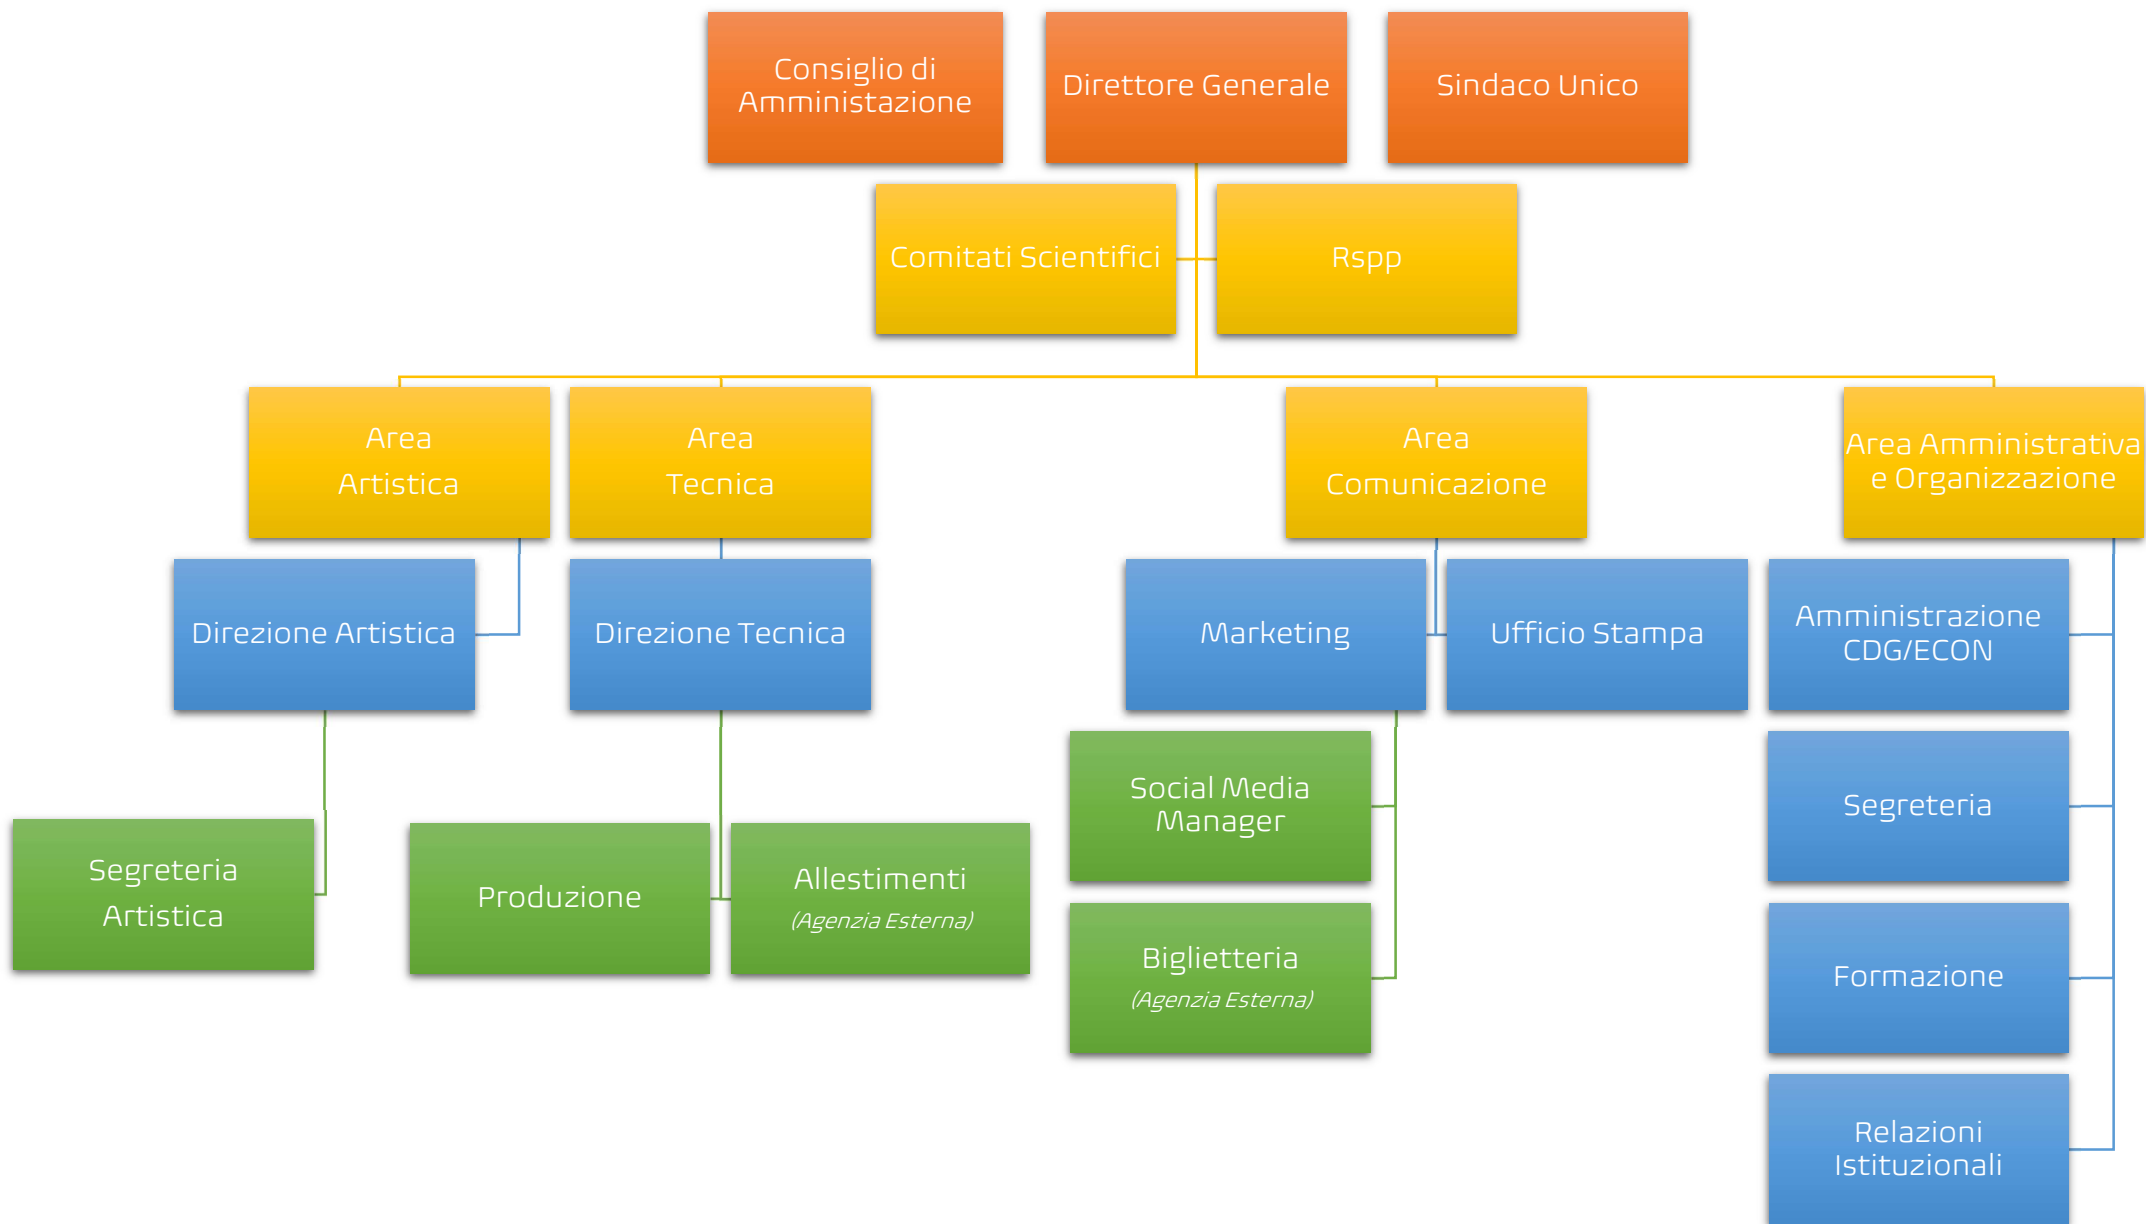 Consiglio di
Amministazione
Direttore Generale
Sindaco Unico
Comitati Scientifici
Rspp
Area
Artistica
Area
Tecnica
Area
Comunicazione
Area Amministrativa
e Organizzazione
Direzione Artistica
Direzione Tecnica
Marketing
Ufficio Stampa
Amministrazione
CDG/ECON
Social Media
Manager
Segreteria
Segreteria
Artistica
Produzione
Allestimenti
(Agenzia Esterna)
Biglietteria
(Agenzia Esterna)
Formazione
Relazioni
Istituzionali